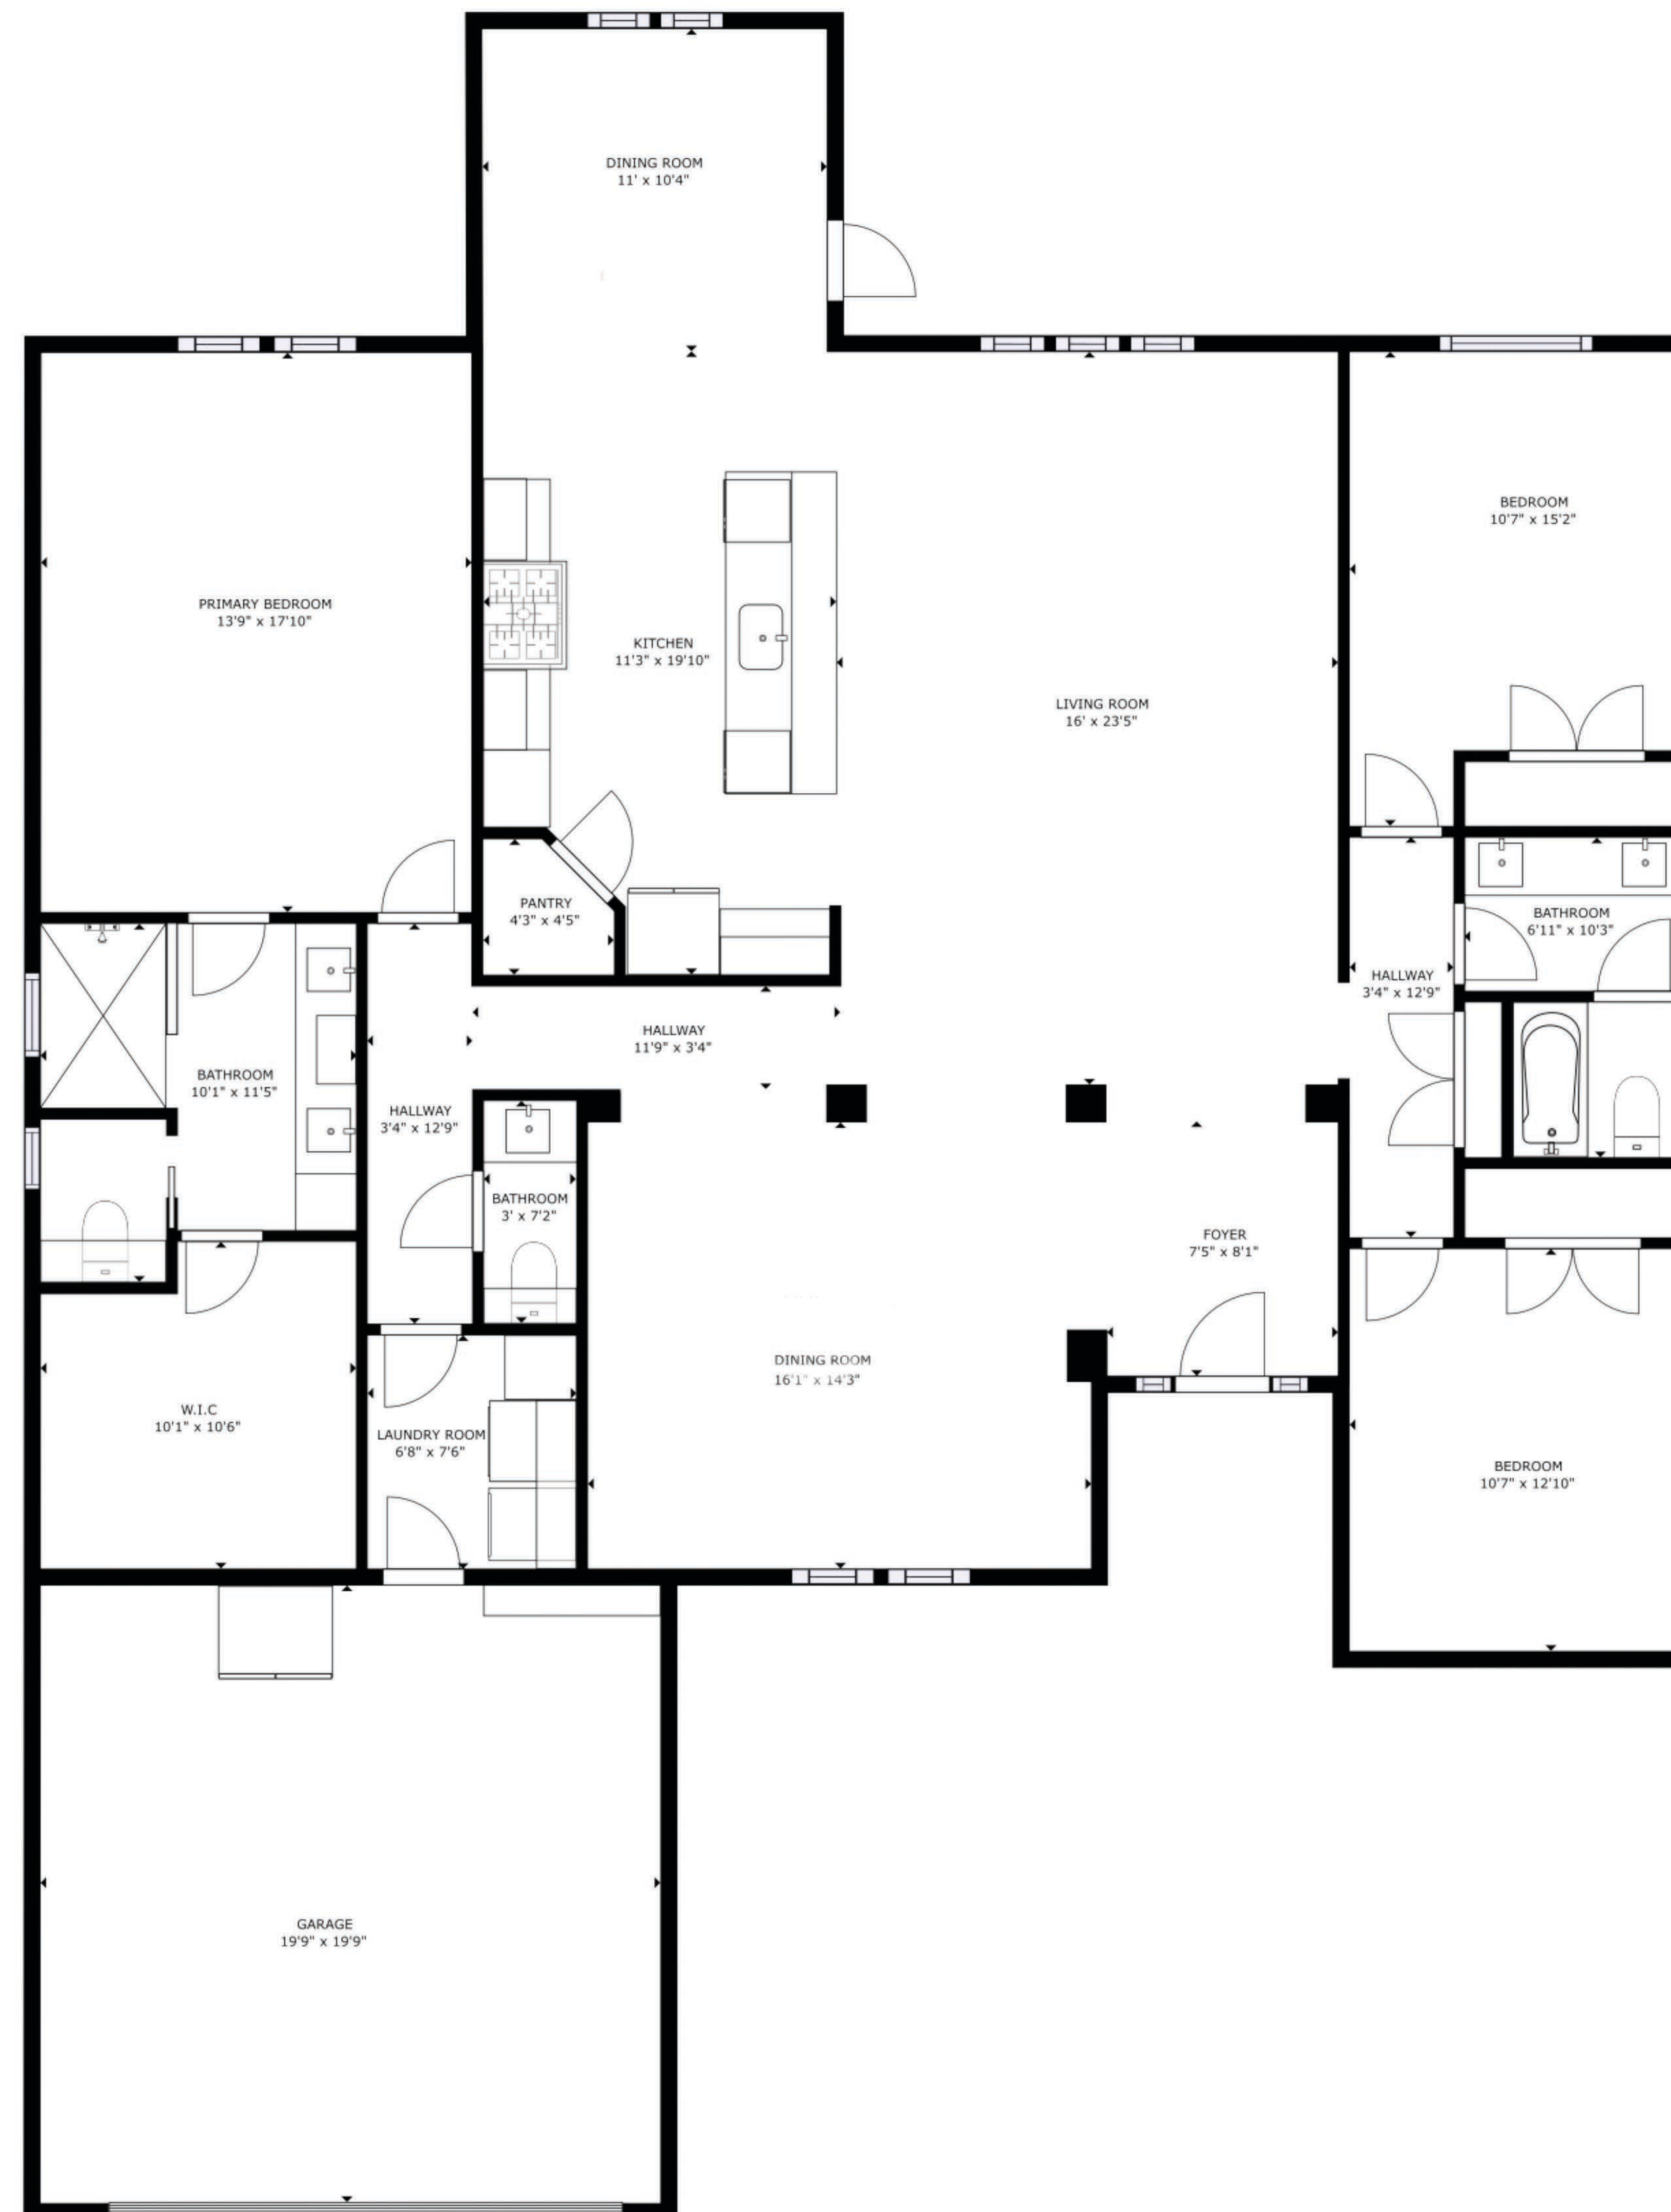 DINING ROOM
11' x 10'4"
BEDROOM
10'7" x 15'2"
PRIMARY BEDROOM
13'9" x 17'10"
KITCHEN
11'3" x 19'10"
LIVING ROOM
16' x 23'5"
PANTRY
4'3" x 4'5"
BATHROOM
6'11" x 10'3"
HALLWAY
3'4" x 12'9"
HALLWAY
11'9" x 3'4"
BATHROOM
10'1" x 11'5"
HALLWAY
3'4" x 12'9"
BATHROOM
3' x 7'2"
FOYER
7'5" x 8'1"
DINING ROOM
16'1" x 14'3"
W.I.C
10'1" x 10'6"
LAUNDRY ROOM
6'8" x 7'6"
BEDROOM
10'7" x 12'10"
GARAGE
19'9" x 19'9"